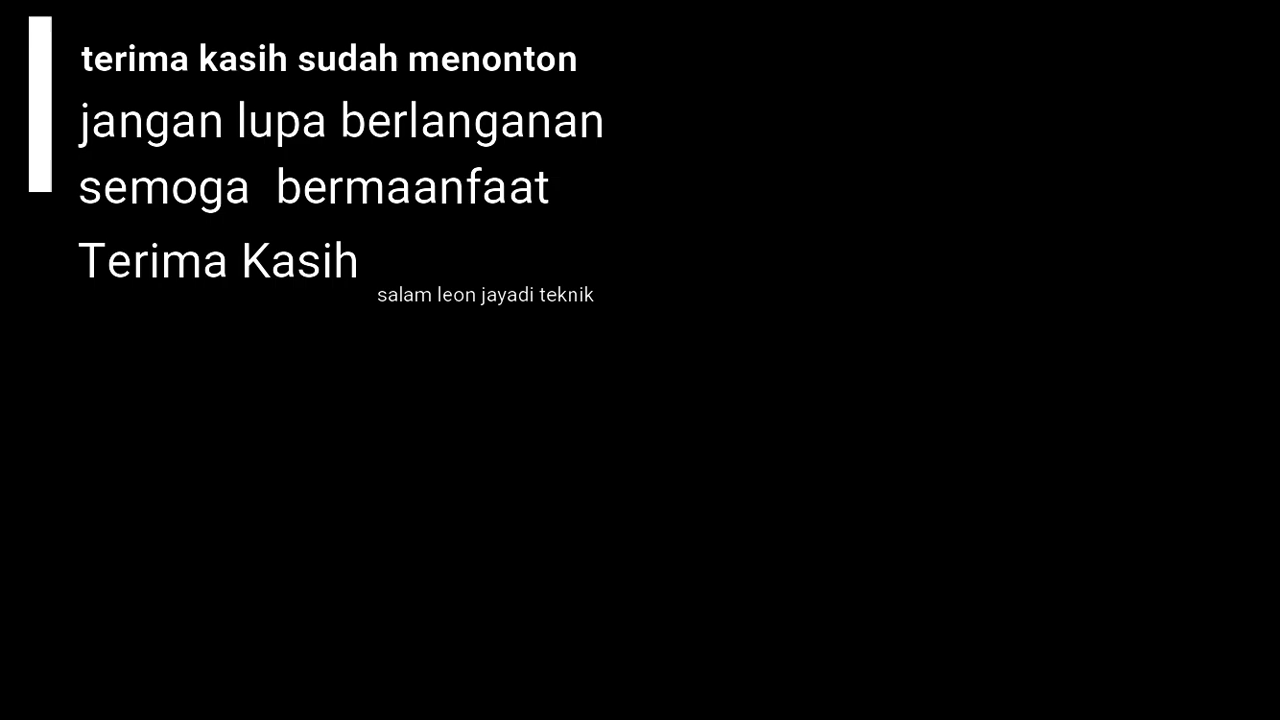 terima kasih sudah menonton
jangan lupa berlanganan
semoga  bermaanfaat
Terima Kasih
salam leon jayadi teknik